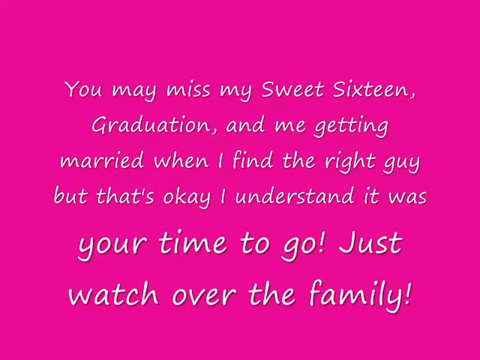 You may miss my Sweet Sixteen,
Graduation, and me getting
married when I find the right guy
but that's okay I understand it was
your time to go! Just
watch over the family!